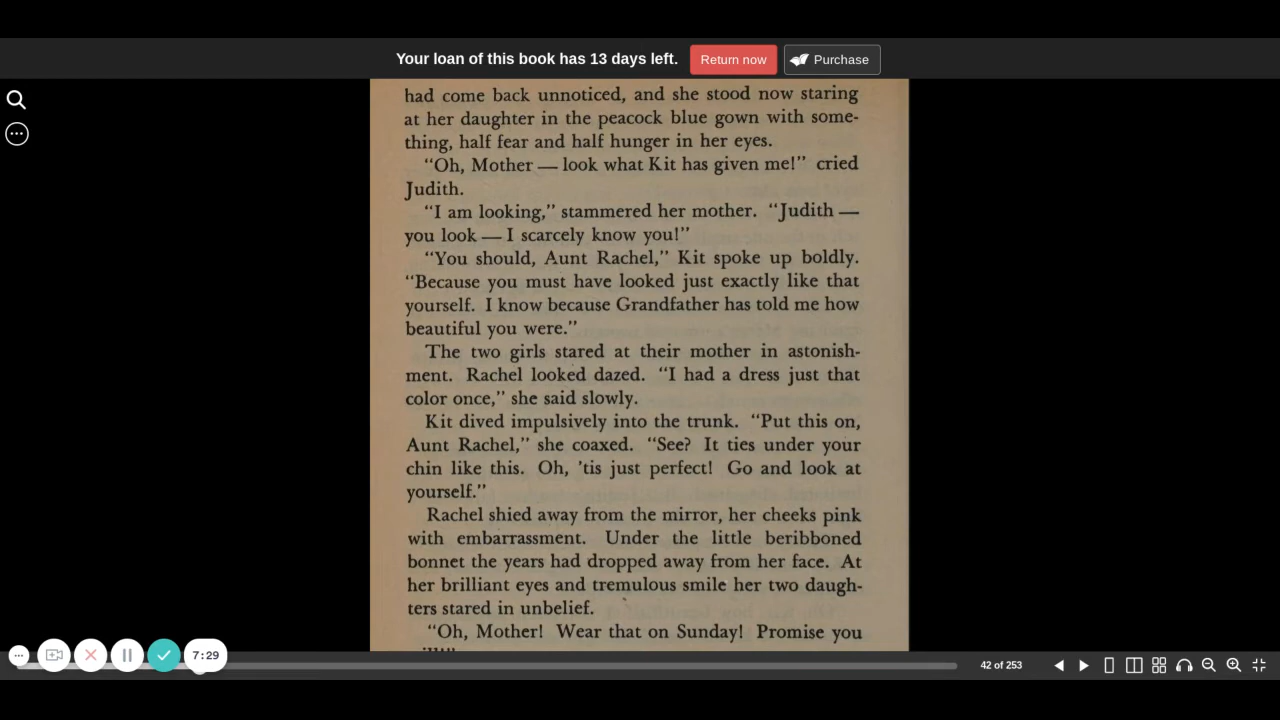 Your loan of this book has 13 days left. Return now Purchase
had come back unnoticed, and she stood now staring
at her daughter in the peacock blue gown with some-
thing, half fear and half hunger in her eyes.
“Oh, Mother — look what Kit has given me!” cried
Judith.
“I am looking,” stammered her mother. “Judith —
you look — I scarcely know you!”
“You should, Aunt Rachel,” Kit spoke up boldly.
“Because you must have looked just exactly like that
yourself. I know because Grandfather has told me how
beautiful you were.”
The two girls stared at their mother in astonish-
ment. Rachel looked dazed. “I had a dress just that
color once,” she said slowly.
Kit dived impulsively into the trunk. “Put this on,
Aunt Rachel,” she coaxed. “See? It ties under your
chin like this. Oh, ’tis just perfect! Go and look at
yourself.”
Rachel shied away from the mirror, her cheeks pink
with embarrassment. Under the little beribboned
bonnet the years had dropped away from her face. At
her brilliant eyes and tremulous smile her two daugh-
ters stared in unbelief.
“Oh, Mother! Wear that on Sunday! Promise you
7:29
42 of 253